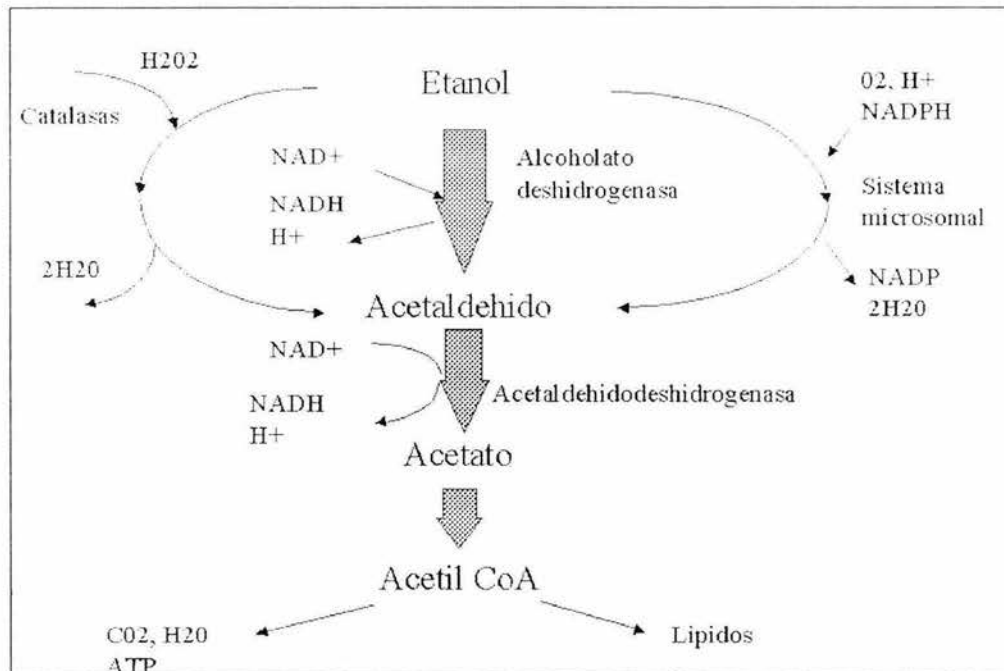 H202
Etanol
02, H+
NADPH
Catalasas
NAD+
Alcoholato
deshidrogenasa
NADH
H+
Sistema
microsomal
2H20
NADP
2H20
Acetaldehido
NAD+
Acetaldehidodeshidrogenasa
NADH
H+
Acetato
Acetil CoA
C02, H20
ATP
Lipidos